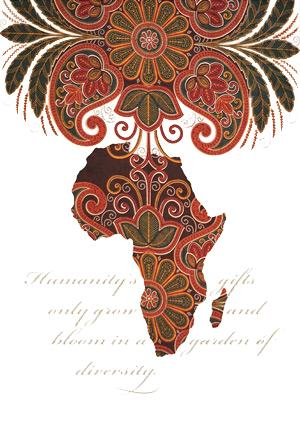 Humanity's gifts
only grow and
bloom in a garden of
diversity.